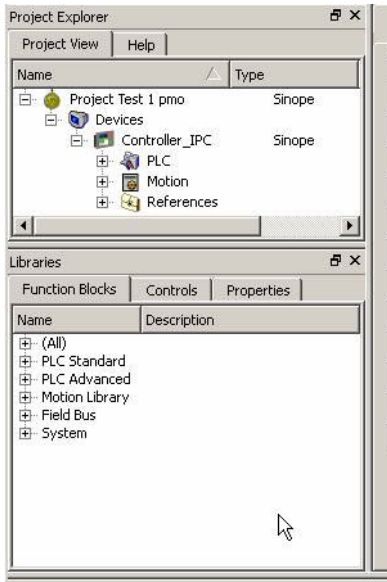 Project Explorer
Project View Help
Name Type
Project Test 1 pmo Sinope
Devices
Controller_IPC Sinope
PLC
Motion
References
Libraries
Function Blocks Controls Properties
Name Description
(All)
PLC Standard
PLC Advanced
Motion Library
Field Bus
System